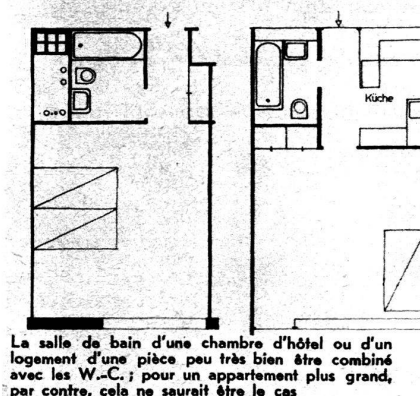 Küche
La salle de bain d'une chambre d'hôtel ou d'un
logement d'une pièce peu très bien être combiné
avec les W.-C. ; pour un appartement plus grand,
par contre, cela ne saurait être le cas